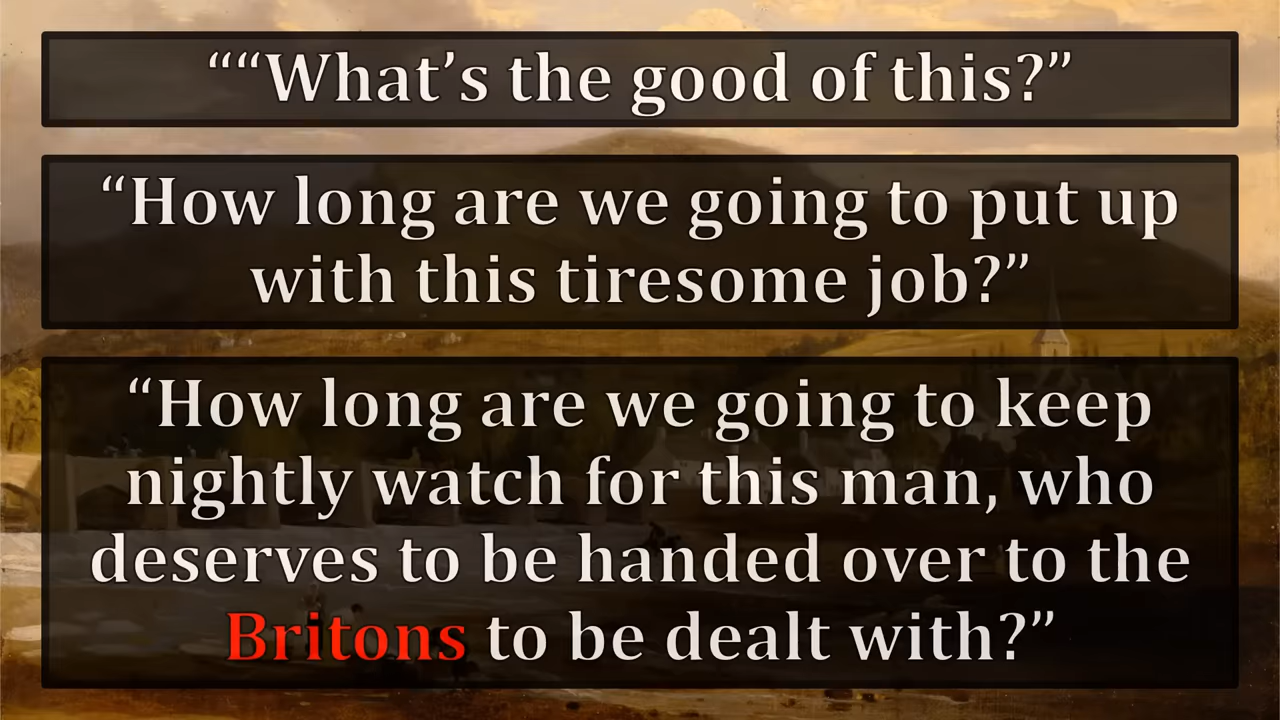 ““What’s the good of this?”
“How long are we going to put up
with this tiresome job?”
“How long are we going to keep
nightly watch for this man, who
deserves to be handed over to the
Britons to be dealt with?”